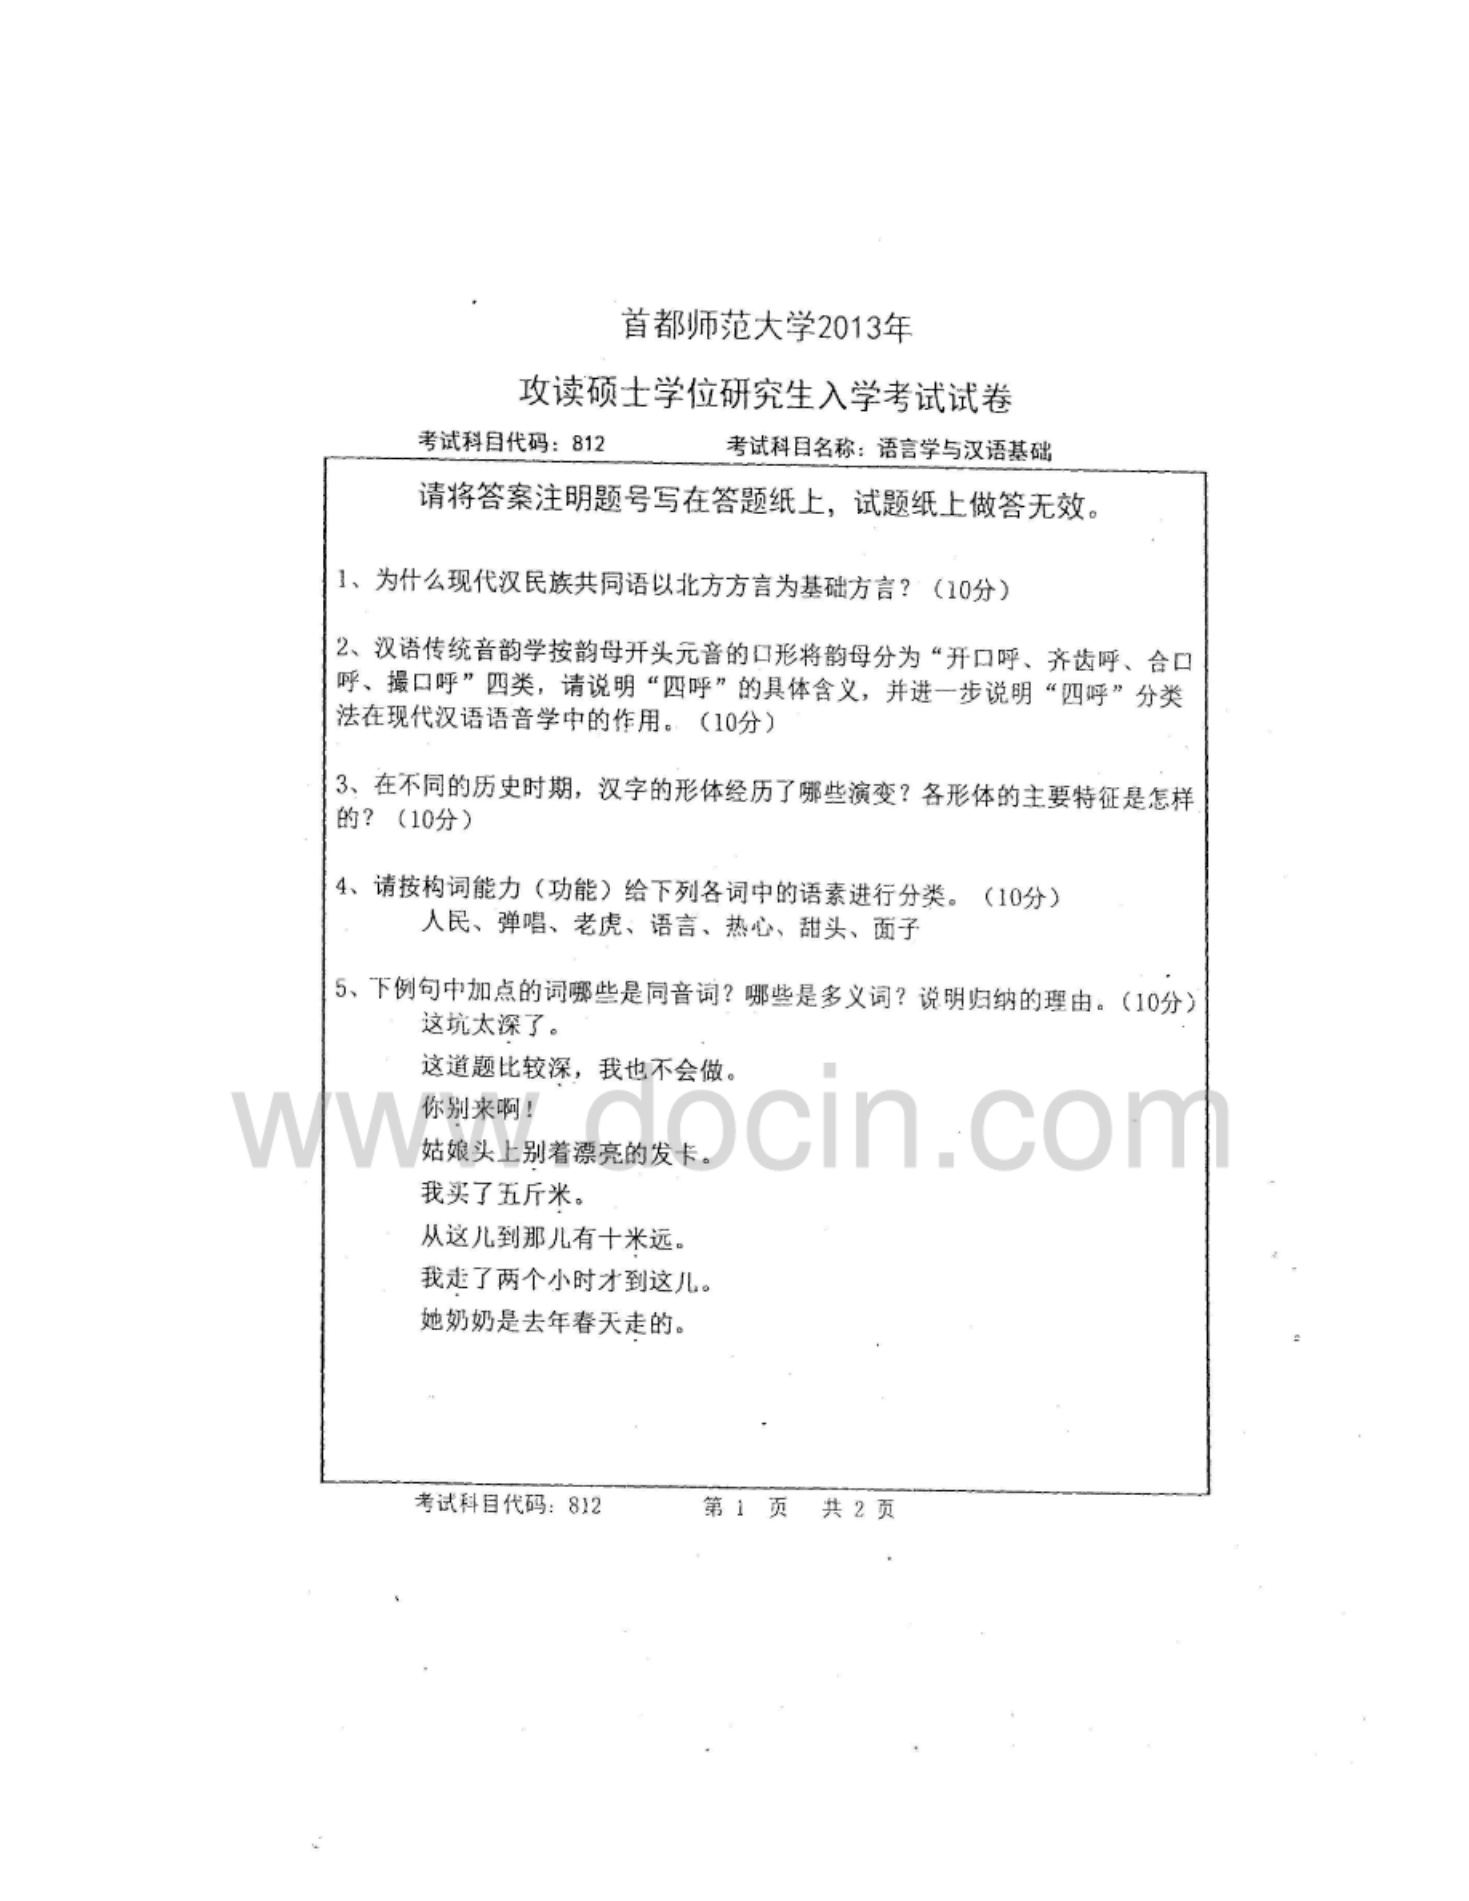 首都师范大学2013年
攻读硕士学位研究生入学考试试卷
考试科目代码：812 考试科目名称：语言学与汉语基础
请将答案注明题号写在答题纸上，试题纸上做答无效。
1、为什么现代汉民族共同语以北方方言为基础方言？（10分）
2、汉语传统音韵学按韵母开头元音的口形将韵母分为“开口呼、齐齿呼、合口
呼、撮口呼”四类，请说明“四呼”的具体含义，并进一步说明“四呼”分类
法在现代汉语语音学中的作用。（10分）
3、在不同的历史时期，汉字的形体经历了哪些演变？各形体的主要特征是怎样
的？（10分）
4、请按构词能力（功能）给下列各词中的语素进行分类。（10分）
人民、弹唱、老虎、语言、热心、甜头、面子
5、下例句中加点的词哪些是同音词？哪些是多义词？说明归纳的理由。（10分）
这坑太深了。
这道题比较深，我也不会做。
你别来啊！
姑娘头上别着漂亮的发卡。
我买了五斤米。
从这儿到那儿有十米远。
我走了两个小时才到这儿。
她奶奶是去年春天走的。
www.docin.com
考试科目代码：812 第 1 页 共 2 页